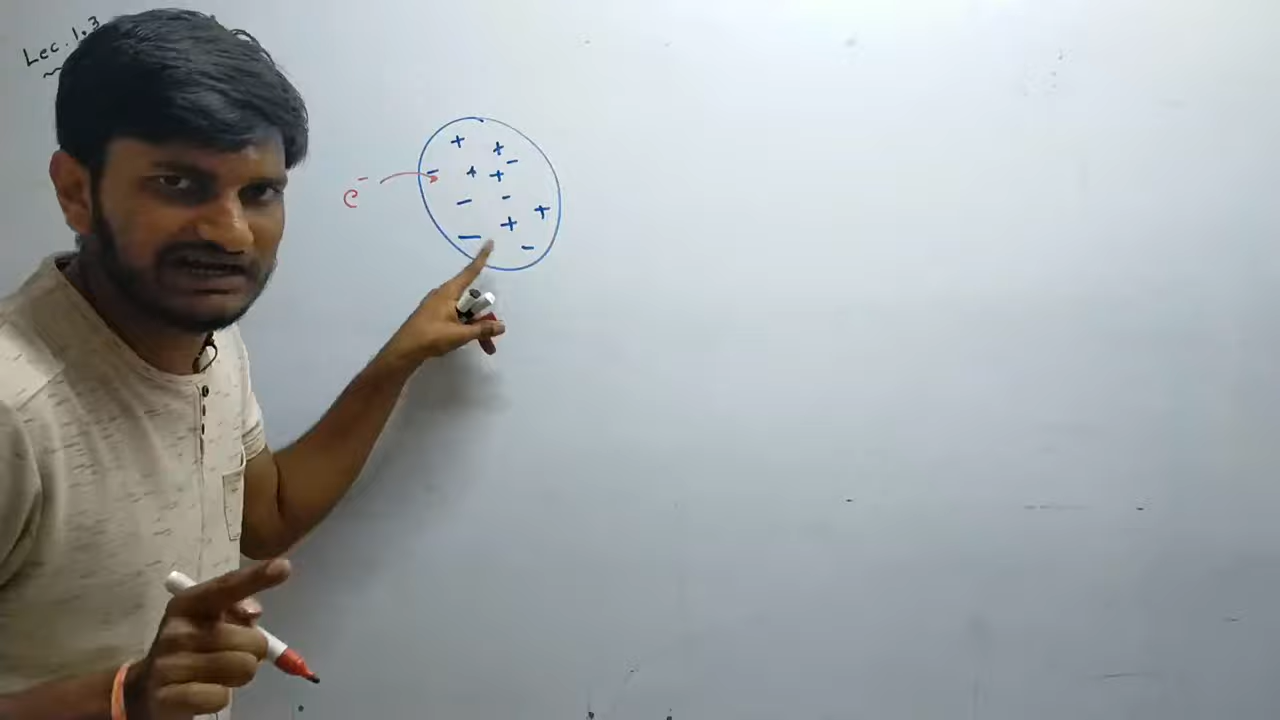 Lec. 1.3
e⁻
+ +
-
- + +
- -
+ +
- -